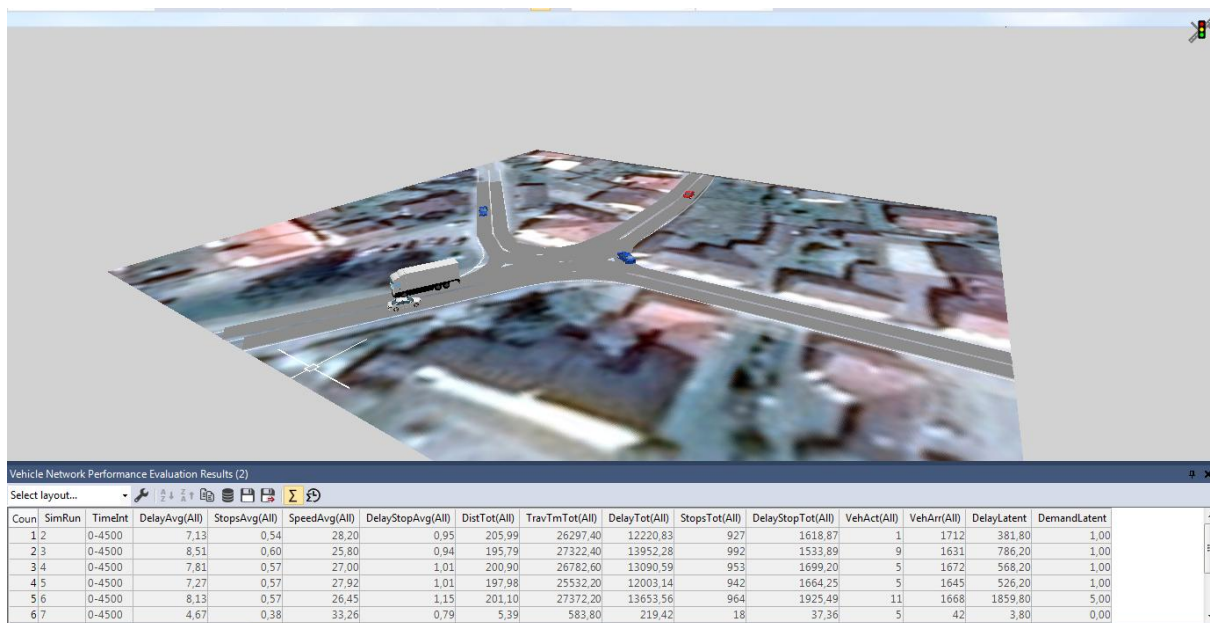 Vehicle Network Performance Evaluation Results (2)
Select layout...
Coun SimRun TimeInt DelayAvg(All) StopsAvg(All) SpeedAvg(All) DelayStopAvg(All) DistTot(All) TravTmTot(All) DelayTot(All) StopsTot(All) DelayStopTot(All) VehAct(All) VehArr(All) DelayLatent DemandLatent
1 2 0-4500 7,13 0,54 28,20 0,95 205,99 26297,40 12220,83 927 1618,87 1 1712 381,80 1,00
2 3 0-4500 8,51 0,60 25,80 0,94 195,79 27322,40 13952,28 992 1533,89 9 1631 786,20 1,00
3 4 0-4500 7,81 0,57 27,00 1,01 200,90 26782,60 13090,59 953 1699,20 5 1672 568,20 1,00
4 5 0-4500 7,27 0,57 27,92 1,01 197,98 25532,20 12003,14 942 1664,25 5 1645 526,20 1,00
5 6 0-4500 8,13 0,57 26,45 1,15 201,10 27372,20 13653,56 964 1925,49 11 1668 1859,80 5,00
6 7 0-4500 4,67 0,38 33,26 0,79 5,39 583,80 219,42 18 37,36 5 42 3,80 0,00